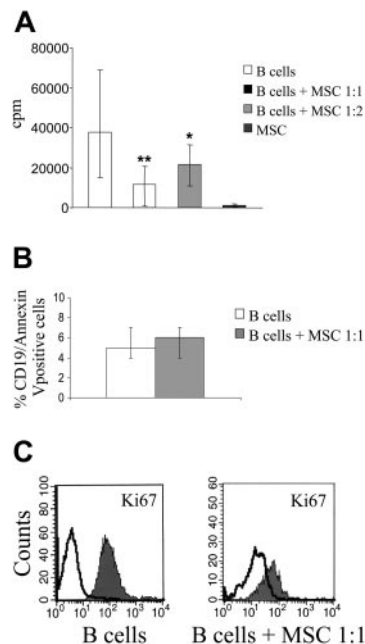 A
80000
60000
40000
20000
0
cpm
**
*
B cells
B cells + MSC 1:1
B cells + MSC 1:2
MSC
B
10
8
6
4
2
0
% CD19/Annexin
Vpositive cells
B cells
B cells + MSC 1:1
C
Counts
100
80
60
40
20
0
Ki67
10⁰ 10¹ 10² 10³ 10⁴
B cells
60
40
20
0
Ki67
10⁰ 10¹ 10² 10³ 10⁴
B cells + MSC 1:1